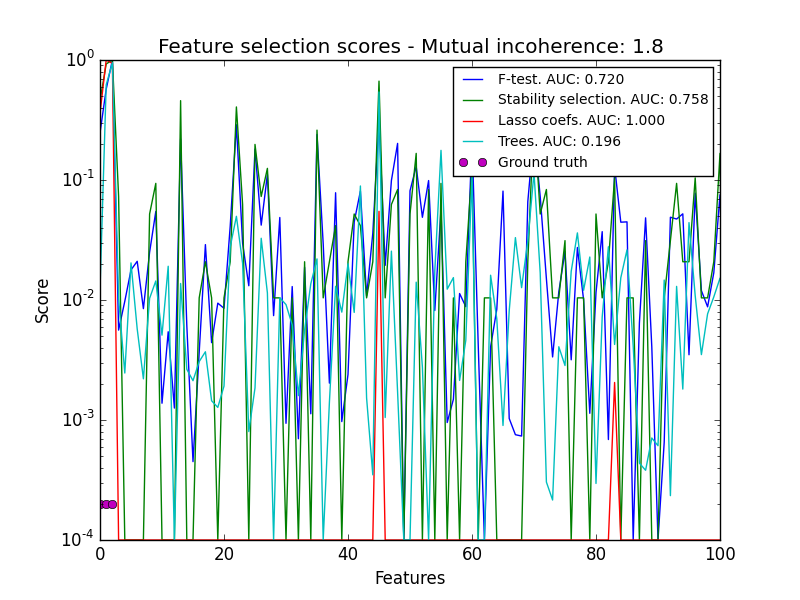 Feature selection scores - Mutual incoherence: 1.8
F-test. AUC: 0.720
Stability selection. AUC: 0.758
Lasso coefs. AUC: 1.000
Trees. AUC: 0.196
Ground truth
10^0
10^-1
10^-2
10^-3
10^-4
Score
0 20 40 60 80 100
Features